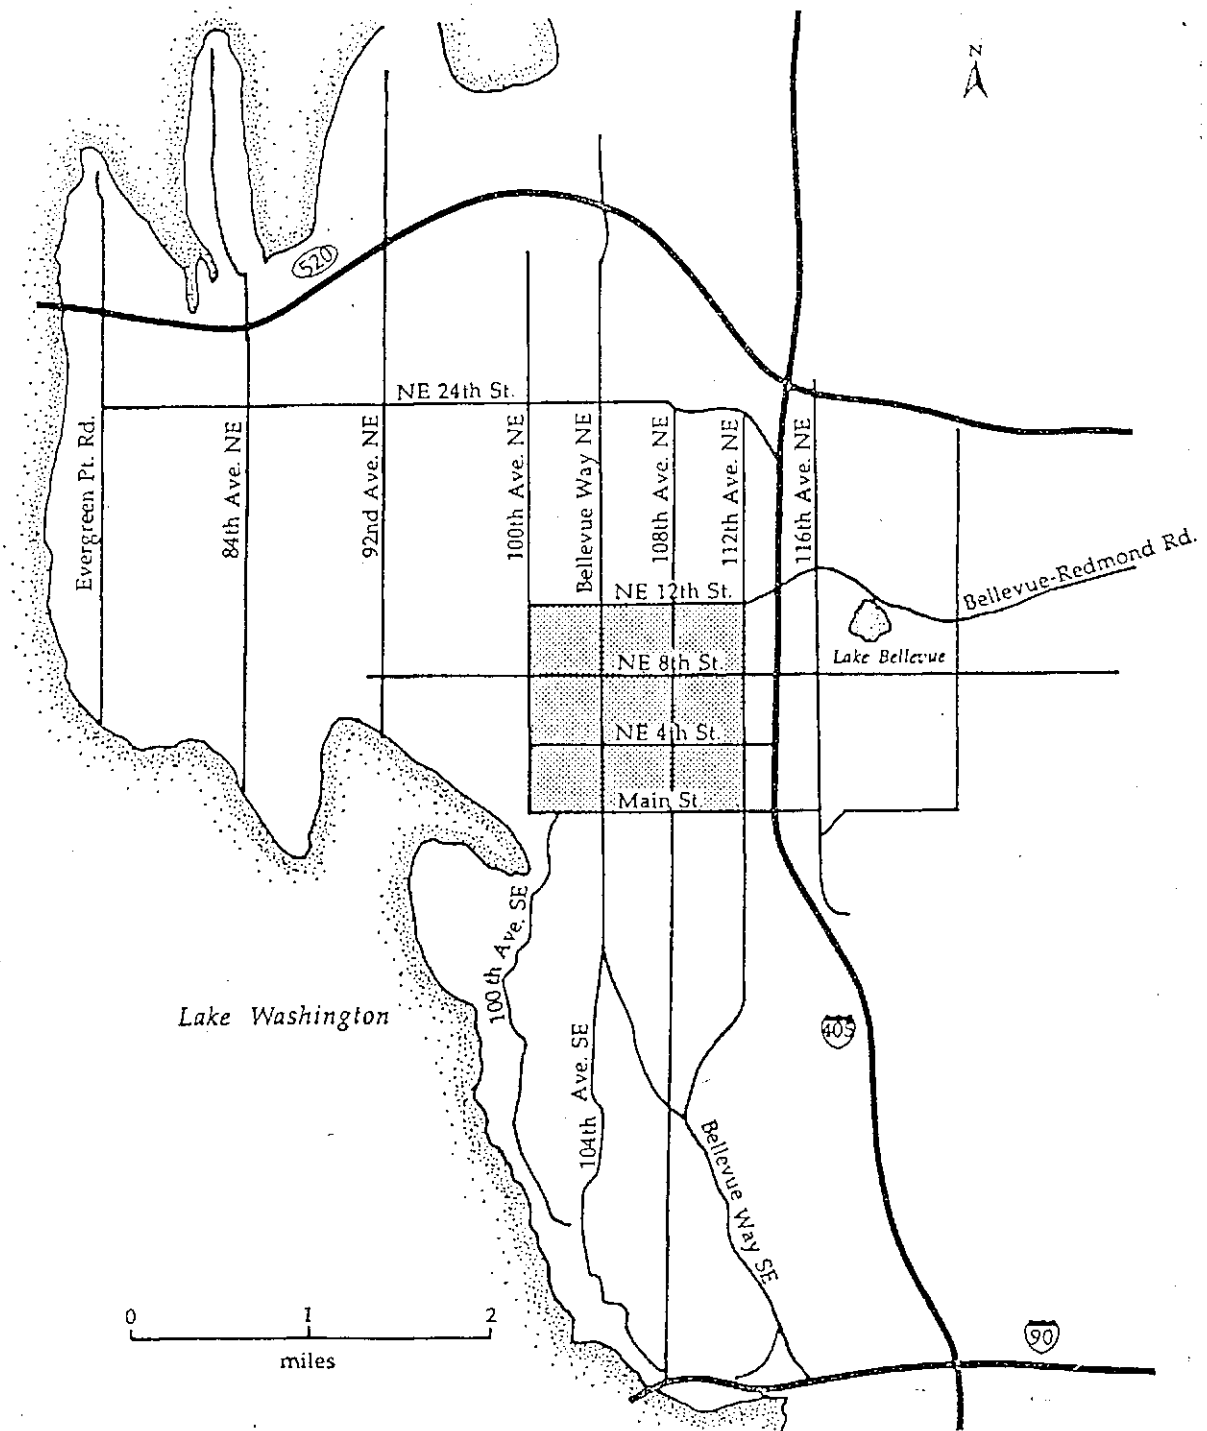 N
520
NE 24th St.
Evergreen Pt. Rd.
84th Ave. NE
92nd Ave. NE
100th Ave. NE
Bellevue Way NE
108th Ave. NE
112th Ave. NE
116th Ave. NE
NE 12th St.
Bellevue-Redmond Rd.
Lake Bellevue
NE 8th St.
NE 4th St.
Main St.
100th Ave. SE
Lake Washington
104th Ave. SE
405
Bellevue Way SE
0 1 2
miles
90